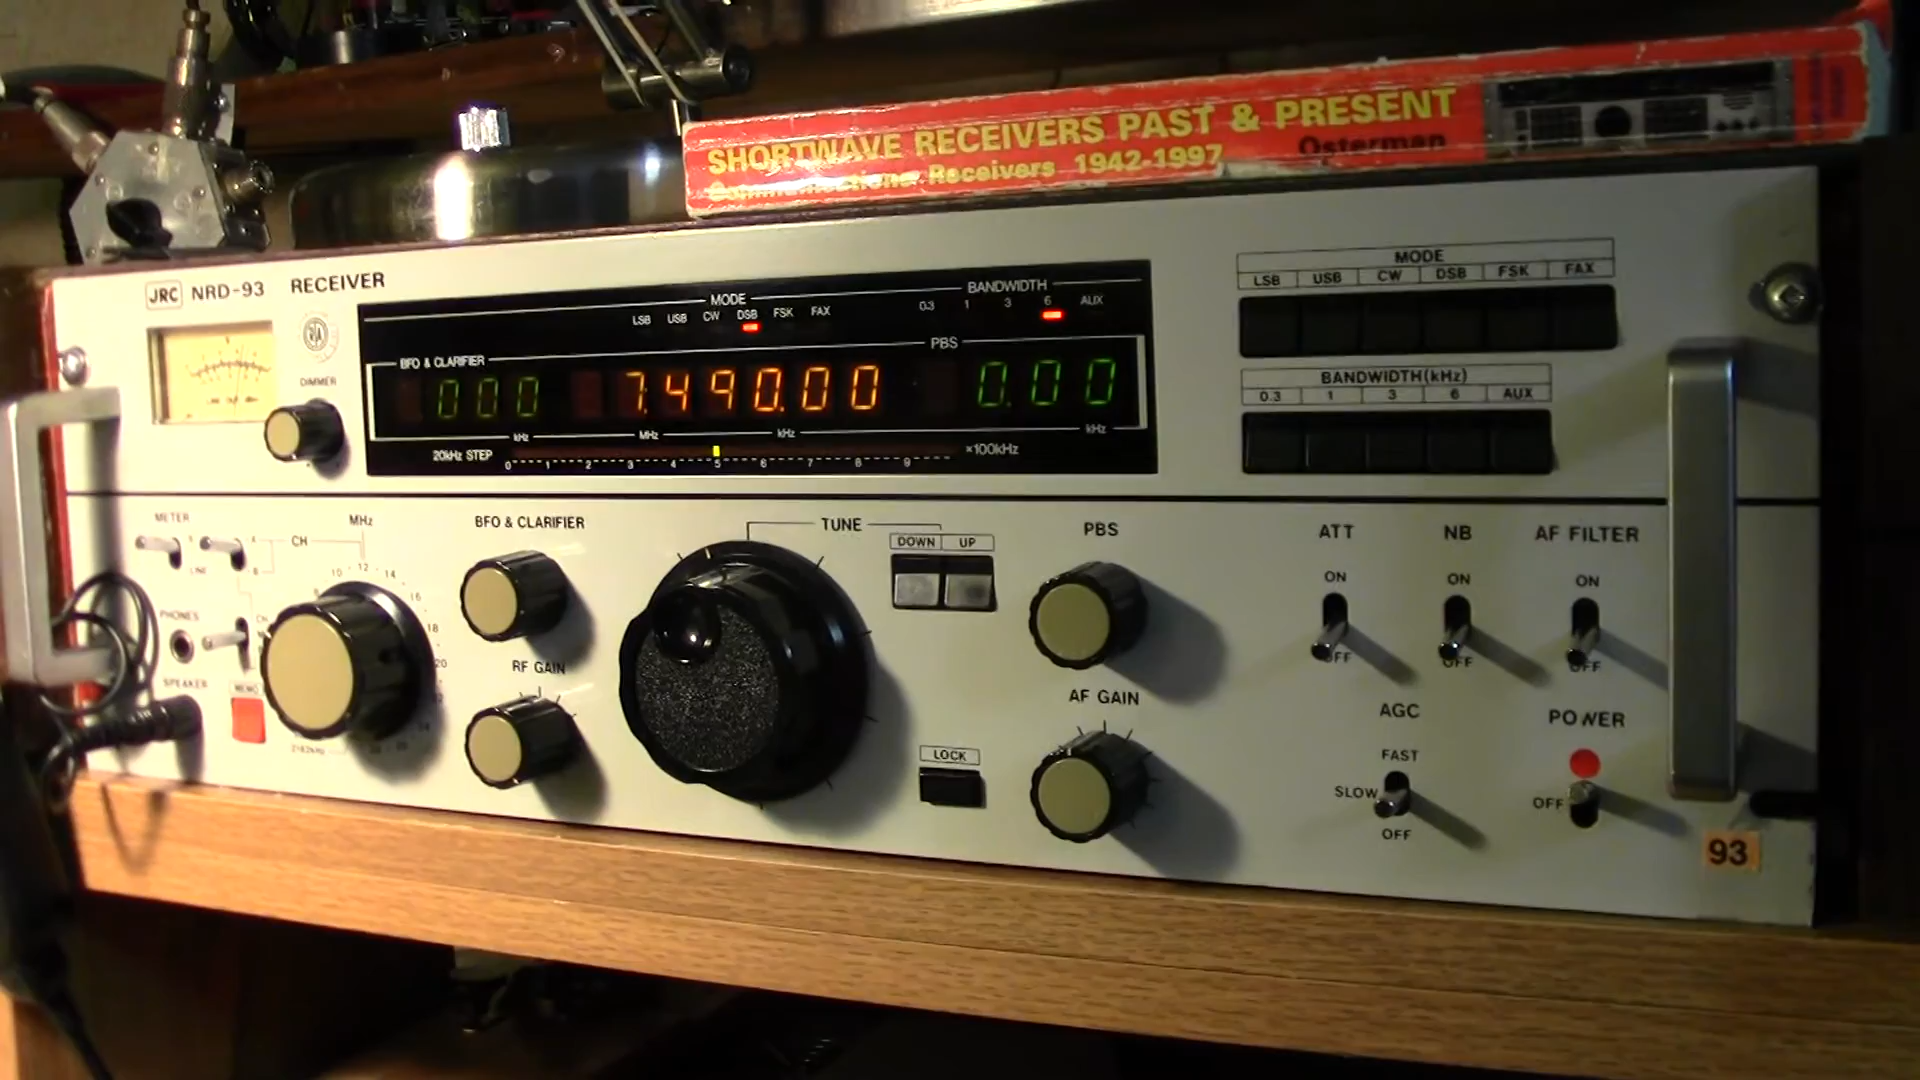 SHORTWAVE RECEIVERS PAST & PRESENT
Communications Receivers 1942-1997
Osterman
JRC NRD-93 RECEIVER
DIMMER
MODE
LSB USB CW DSB FSK FAX
BANDWIDTH
0.3 1 3 6 AUX
BFO & CLARIFIER
PBS
000 7.490.00 0.00
kHz MHz kHz kHz
20kHz STEP 0 1 2 3 4 5 6 7 8 9 ×100kHz
MODE
LSB USB CW DSB FSK FAX
BANDWIDTH(kHz)
0.3 1 3 6 AUX
METER
LINE
CH
MHz
10 12 14
16
18
20
PHONES
SPEAKER
MEMO
BFO & CLARIFIER
RF GAIN
TUNE
DOWN UP
LOCK
PBS
AF GAIN
ATT NB AF FILTER
ON ON ON
OFF OFF OFF
AGC
FAST
SLOW
OFF
POWER
OFF
93